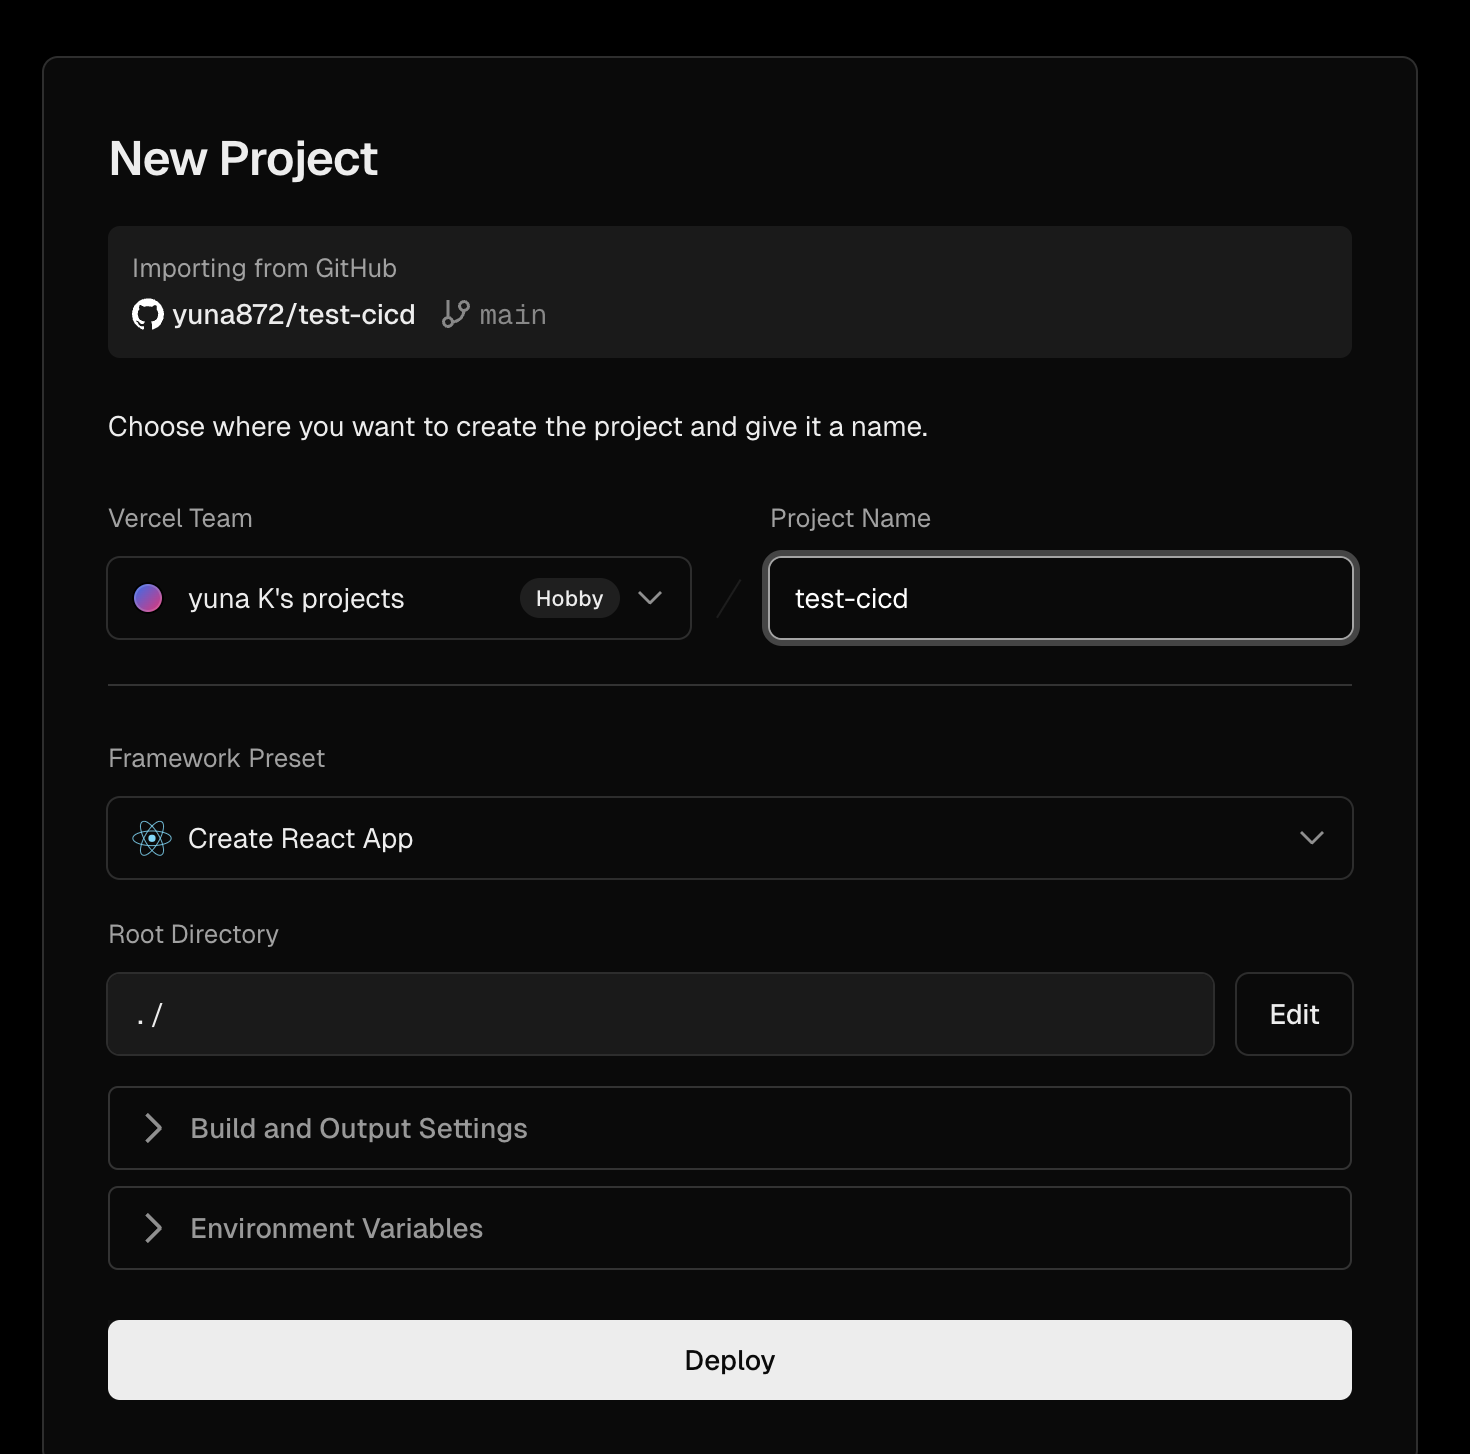 New Project
Importing from GitHub
yuna872/test-cicd main
Choose where you want to create the project and give it a name.
Vercel Team
Project Name
yuna K's projects Hobby
/
test-cicd
Framework Preset
Create React App
Root Directory
./
Edit
Build and Output Settings
Environment Variables
Deploy